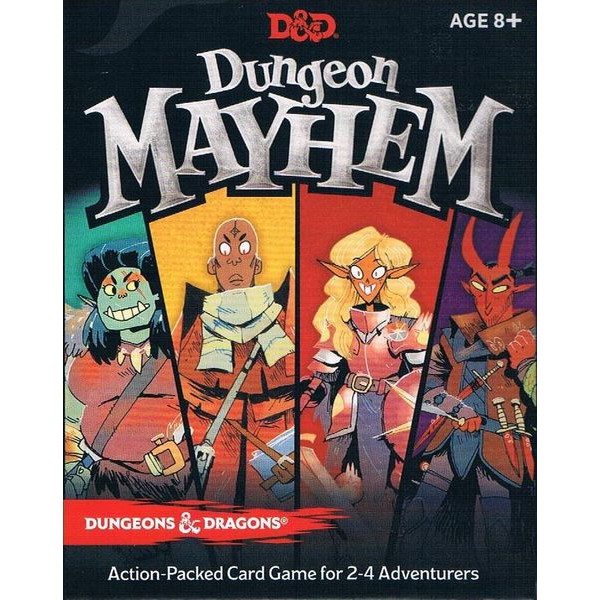 D&D
AGE 8+
Dungeon
MAYHEM
DUNGEONS & DRAGONS®
Action-Packed Card Game for 2-4 Adventurers